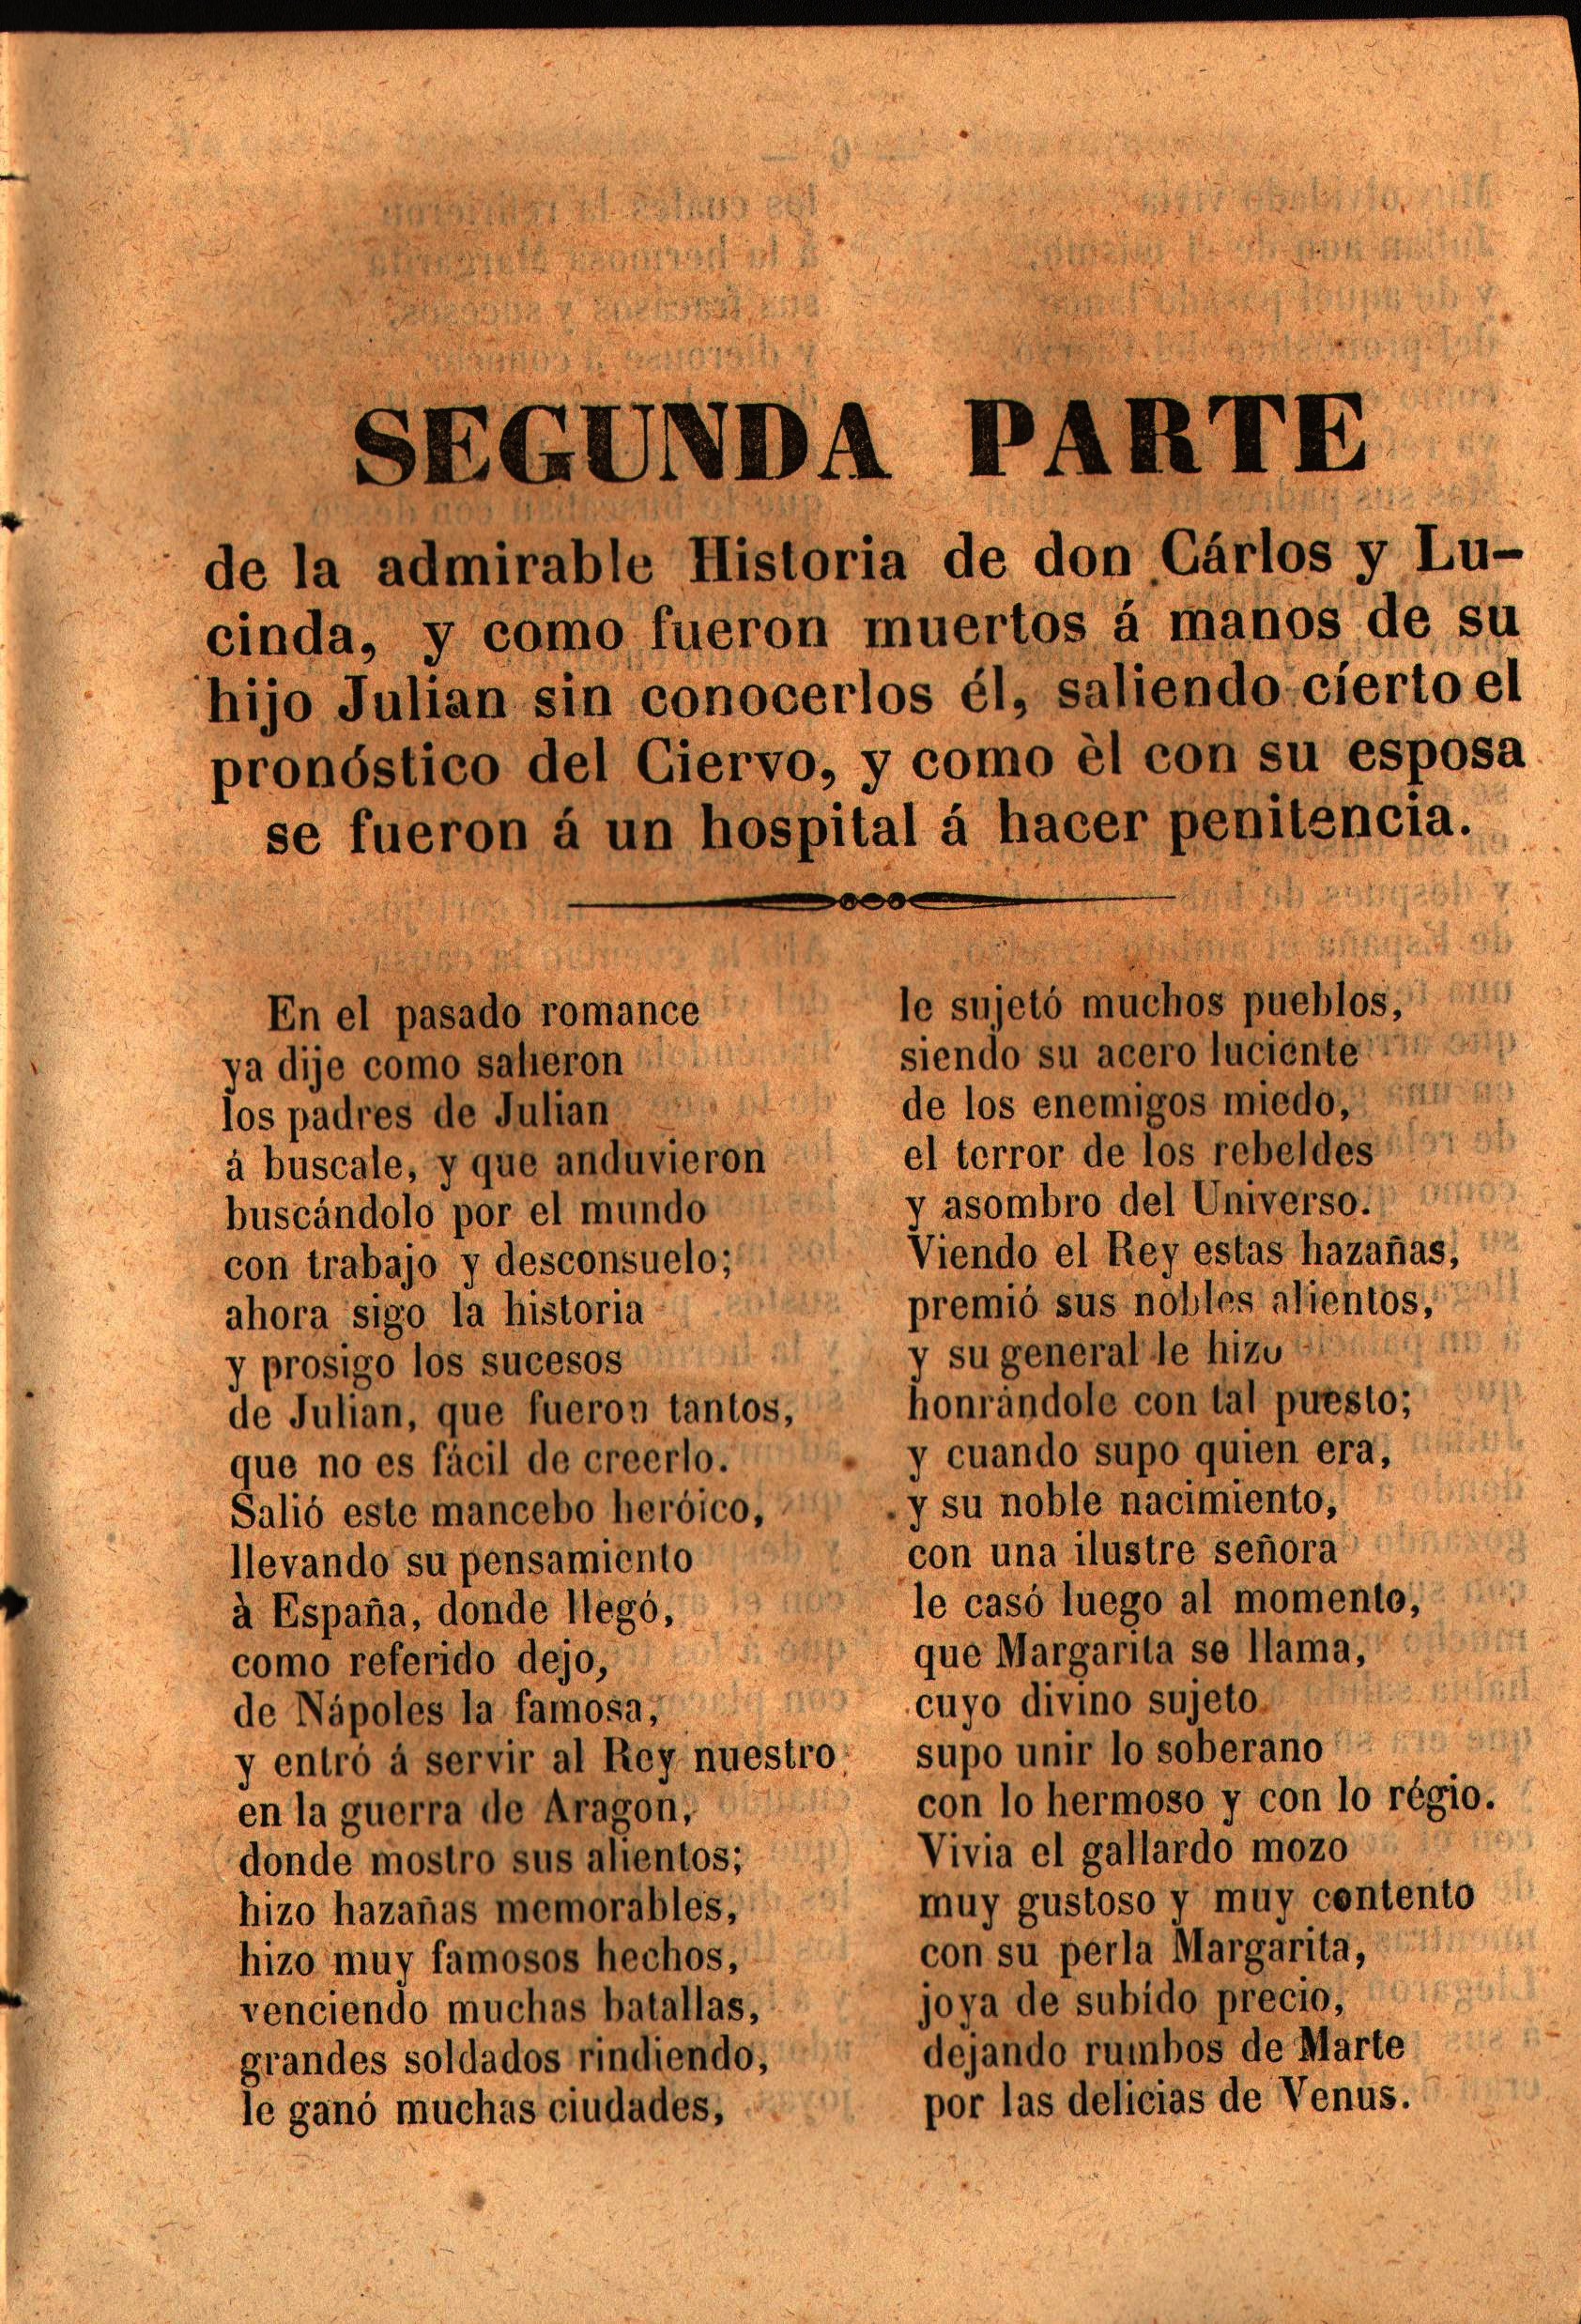 SEGUNDA PARTE
de la admirable Historia de don Cárlos y Lu-
cinda, y como fueron muertos á manos de su
hijo Julian sin conocerlos él, saliendo cíerto el
pronóstico del Ciervo, y como èl con su esposa
se fueron á un hospital á hacer penitencia.
En el pasado romance
ya dije como salieron
los padres de Julian
á buscale, y que anduvieron
buscándolo por el mundo
con trabajo y desconsuelo;
ahora sigo la historia
y prosigo los sucesos
de Julian, que fueron tantos,
que no es fácil de creerlo.
Salió este mancebo heróico,
llevando su pensamiento
à España, donde llegó,
como referido dejo,
de Nápoles la famosa,
y entró á servir al Rey nuestro
en la guerra de Aragon,
donde mostro sus alientos;
hizo hazañas memorables,
hizo muy famosos hechos,
venciendo muchas batallas,
grandes soldados rindiendo,
le ganó muchas ciudades,
le sujetó muchos pueblos,
siendo su acero luciente
de los enemigos miedo,
el terror de los rebeldes
y asombro del Universo.
Viendo el Rey estas hazañas,
premió sus nobles alientos,
y su general le hizo
honrándole con tal puesto;
y cuando supo quien era,
y su noble nacimiento,
con una ilustre señora
le casó luego al momento,
que Margarita se llama,
cuyo divino sujeto
supo unir lo soberano
con lo hermoso y con lo régio.
Vivia el gallardo mozo
muy gustoso y muy contento
con su perla Margarita,
joya de subído precio,
dejando rumbos de Marte
por las delicias de Venus.